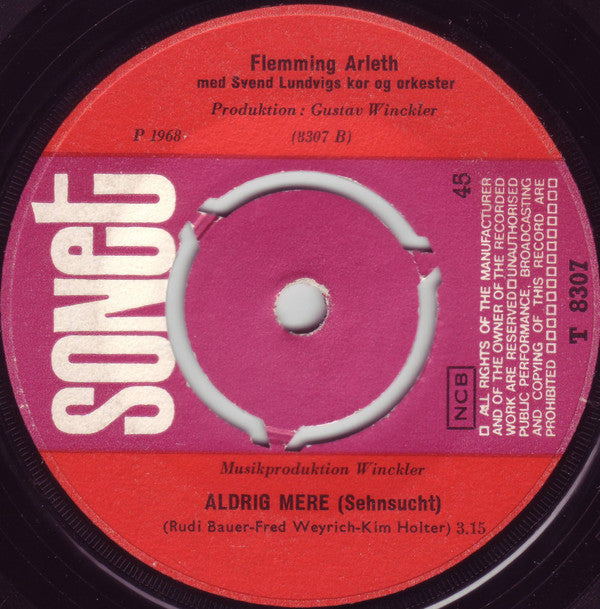 Flemming Arleth
med Svend Lundvigs kor og orkester
Produktion : Gustav Winckler
P 1968 (8307 B)
sonet
45
□ ALL RIGHTS OF THE MANUFACTURER
AND OF THE OWNER OF THE RECORDED
WORK ARE RESERVED □ UNAUTHORISED
PUBLIC PERFORMANCE, BROADCASTING
AND COPYING OF THIS RECORD ARE
PROHIBITED □□□□□□□□□□□□□□□
T 8307
NCB
Musikproduktion Winckler
ALDRIG MERE (Sehnsucht)
(Rudi Bauer-Fred Weyrich-Kim Holter) 3.15